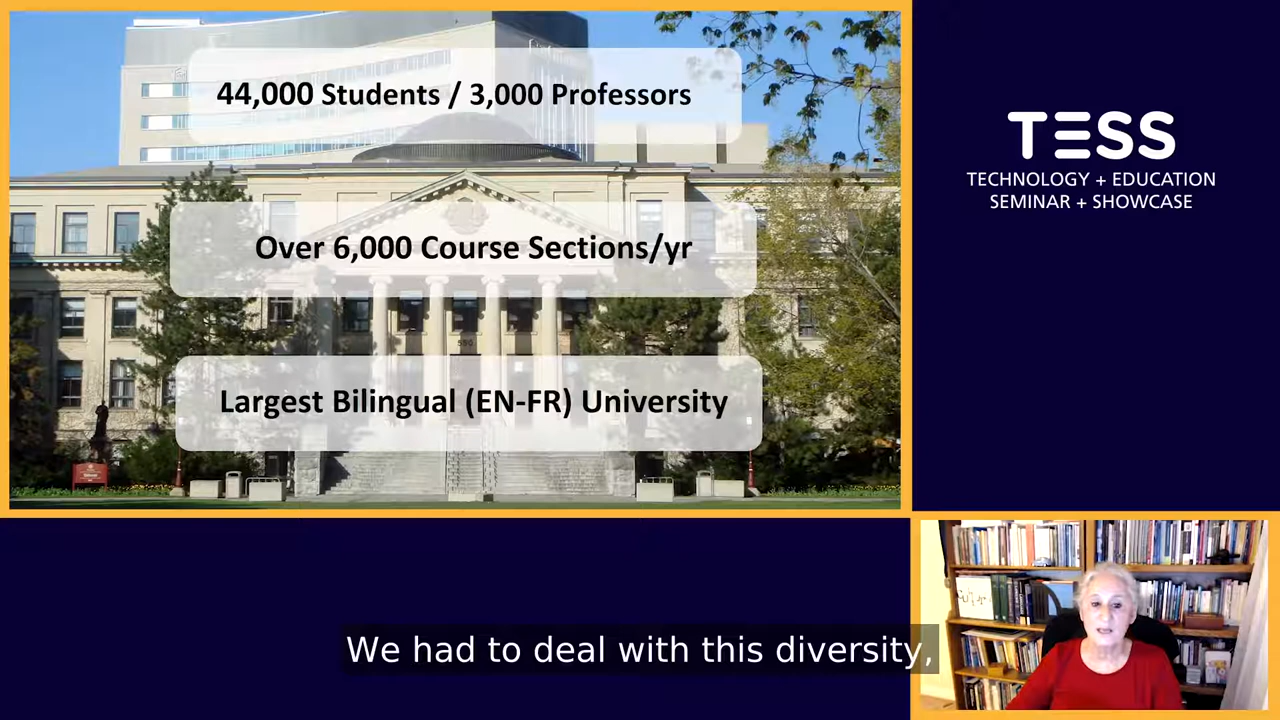 44,000 Students / 3,000 Professors
Over 6,000 Course Sections/yr
550
Largest Bilingual (EN-FR) University
TESS
TECHNOLOGY + EDUCATION
SEMINAR + SHOWCASE
We had to deal with this diversity,